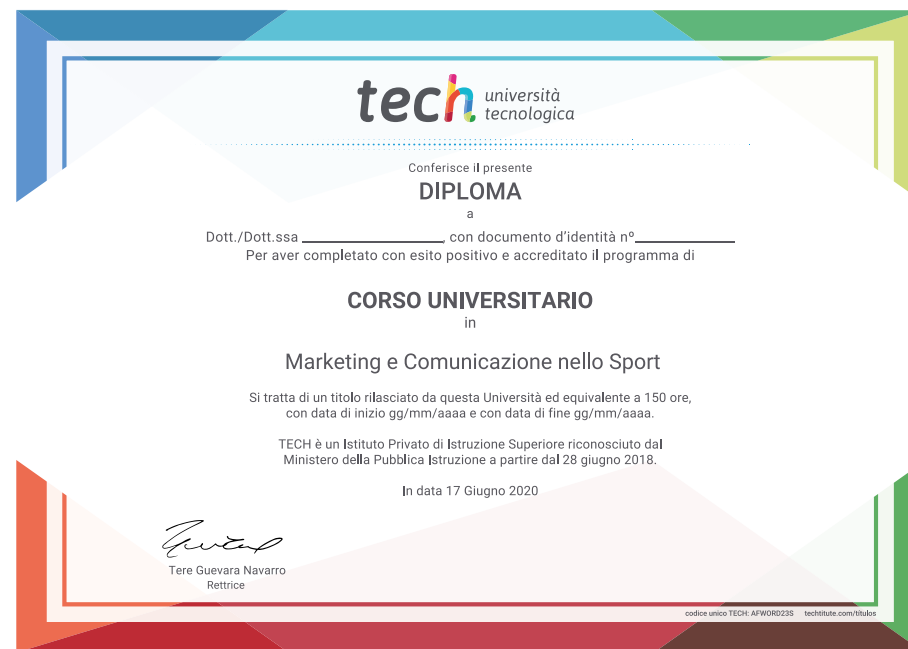 tech università
tecnologica
Conferisce il presente
DIPLOMA
a
Dott./Dott.ssa ____________________, con documento d'identità nº______________
Per aver completato con esito positivo e accreditato il programma di
CORSO UNIVERSITARIO
in
Marketing e Comunicazione nello Sport
Si tratta di un titolo rilasciato da questa Università ed equivalente a 150 ore,
con data di inizio gg/mm/aaaa e con data di fine gg/mm/aaaa.
TECH è un Istituto Privato di Istruzione Superiore riconosciuto dal
Ministero della Pubblica Istruzione a partire dal 28 giugno 2018.
In data 17 Giugno 2020
Tere Guevara Navarro
Rettrice
codice unico TECH: AFWORD23S techtitute.com/títulos